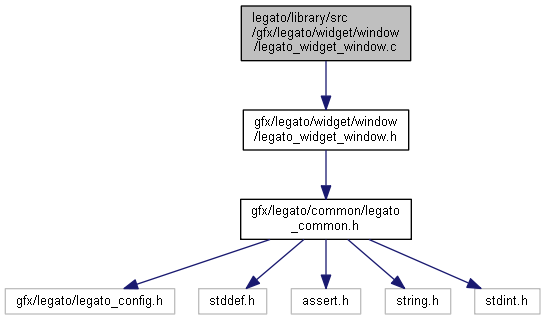 legato/library/src
/gfx/legato/widget/window
/legato_widget_window.c
gfx/legato/widget/window
/legato_widget_window.h
gfx/legato/common/legato
_common.h
gfx/legato/legato_config.h
stddef.h
assert.h
string.h
stdint.h